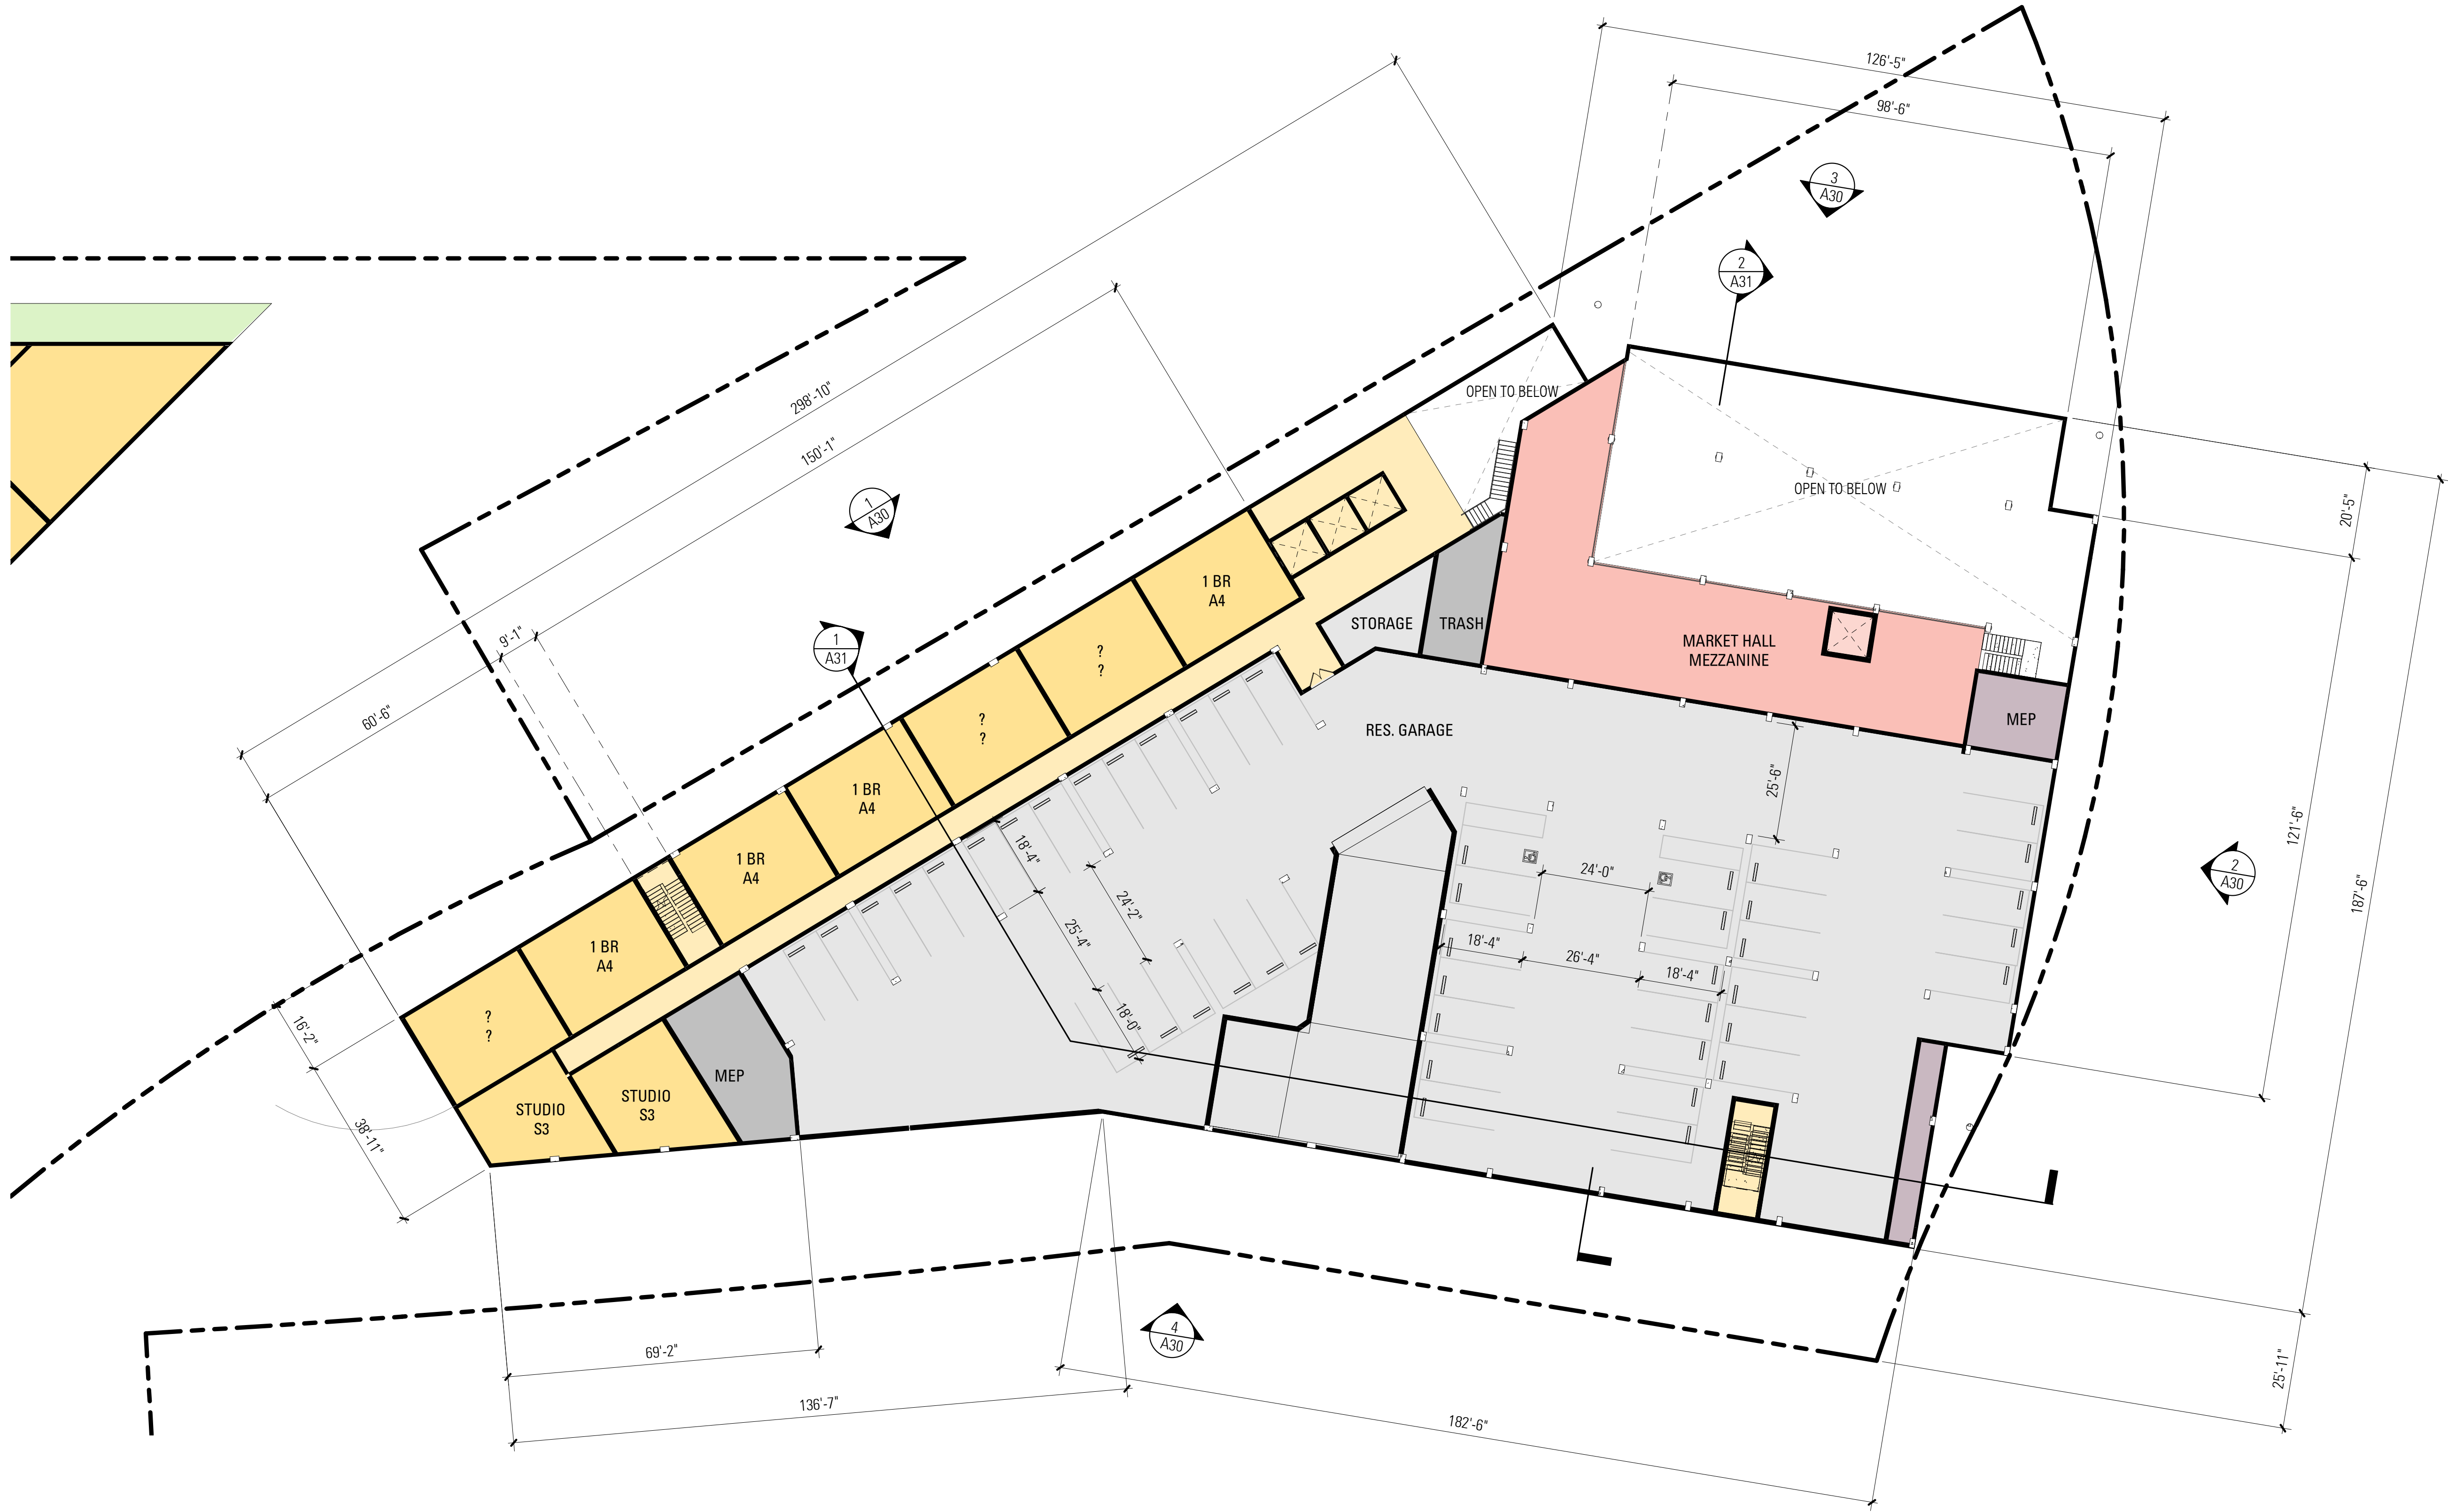 126'-5"
98'-6"
3
A30
2
A31
298'-10"
150'-1"
OPEN TO BELOW
1
A30
OPEN TO BELOW
20'-5"
1 BR
A4
9'-1"
1
A31
STORAGE
TRASH
MARKET HALL
MEZZANINE
?
?
60'-6"
?
?
RES. GARAGE
MEP
25'-6"
1 BR
A4
1 BR
A4
121'-6"
187'-6"
2
A30
18'-4"
24'-2"
24'-0"
25'-4"
18'-4"
26'-4"
18'-4"
1 BR
A4
?
?
16'-2"
18'-0"
MEP
STUDIO
S3
STUDIO
S3
38'-11"
4
A30
69'-2"
136'-7"
182'-6"
25'-11"